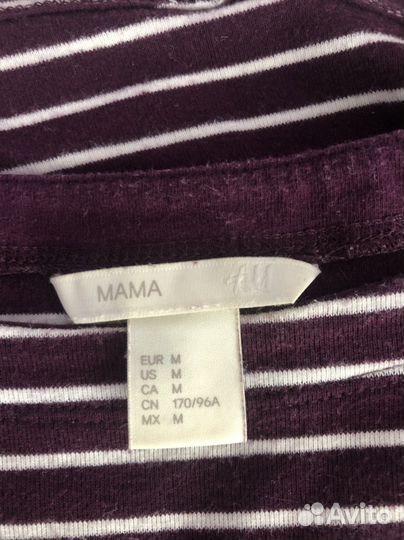 MAMA H&M
EUR M
US M
CA M
CN 170/96A
MX M
Avito